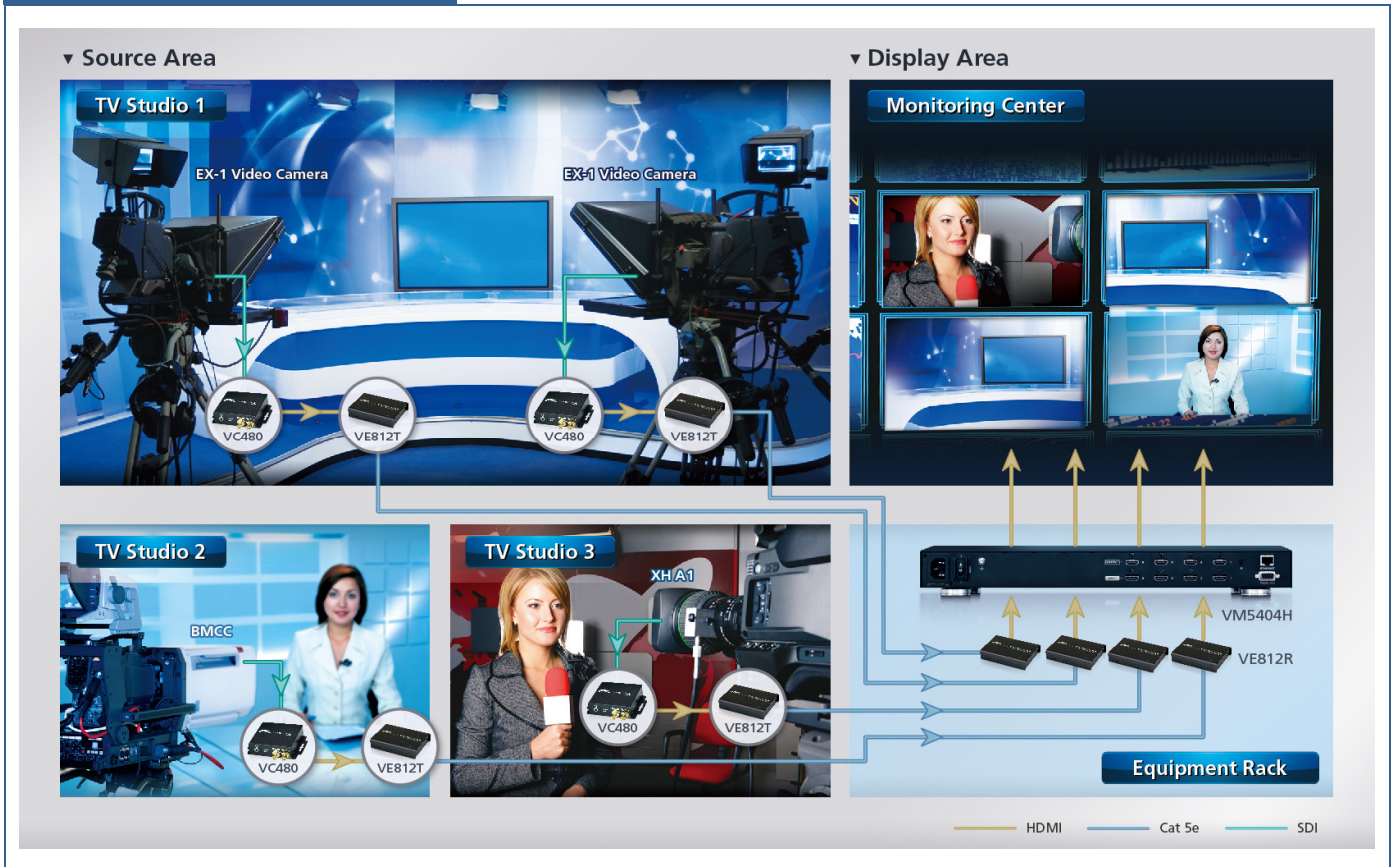 ▼ Source Area
▼ Display Area
TV Studio 1
EX-1 Video Camera
EX-1 Video Camera
VC480
VE812T
VC480
VE812T
Monitoring Center
TV Studio 2
BMCC
VC480
VE812T
TV Studio 3
XH A1
VC480
VE812T
VM5404H
VE812R
Equipment Rack
HDMI
Cat 5e
SDI